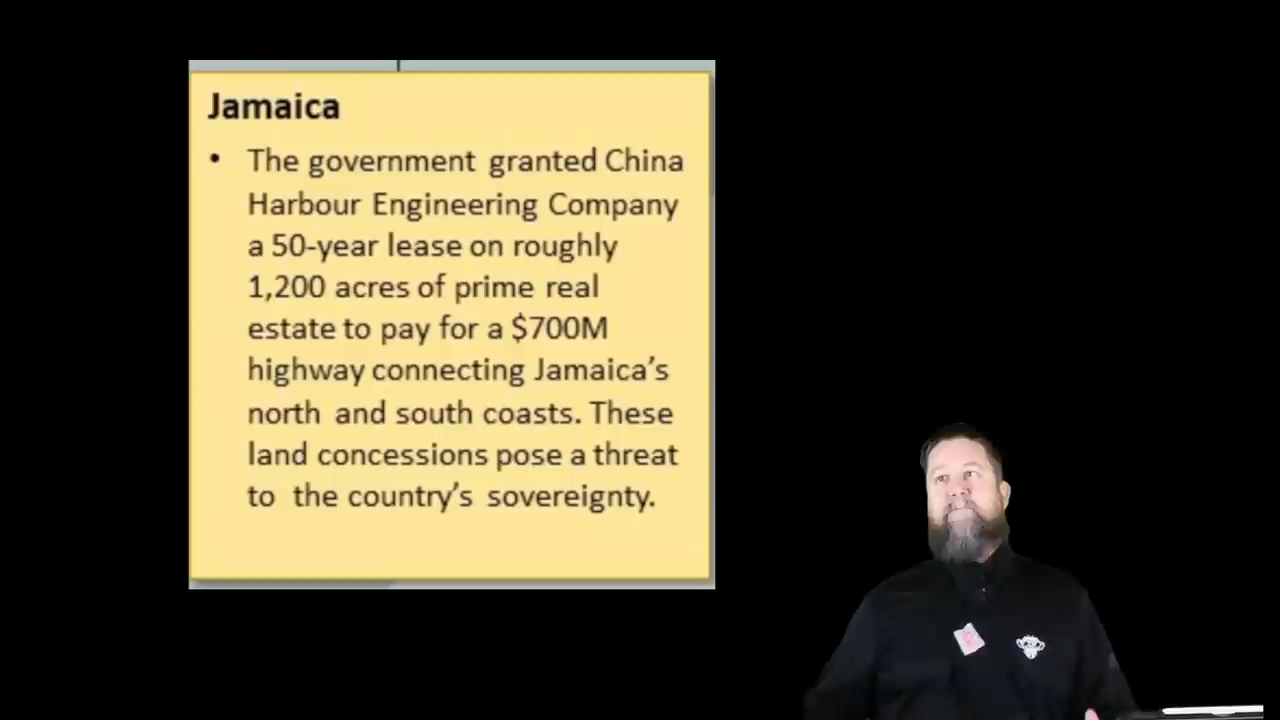 Jamaica
• The government granted China
Harbour Engineering Company
a 50-year lease on roughly
1,200 acres of prime real
estate to pay for a $700M
highway connecting Jamaica's
north and south coasts. These
land concessions pose a threat
to the country's sovereignty.